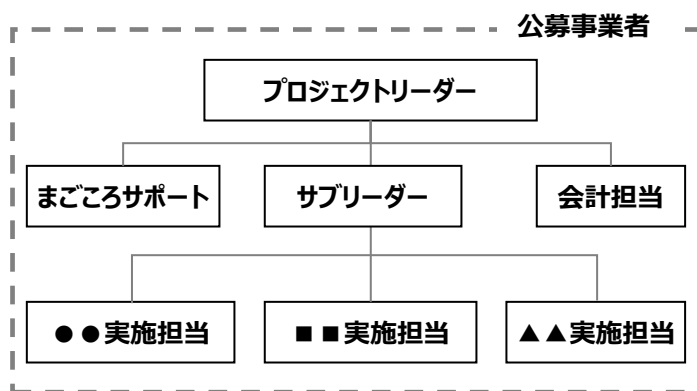 公募事業者
プロジェクトリーダー
まごころサポート
サブリーダー
会計担当
●●実施担当
■■実施担当
▲▲実施担当